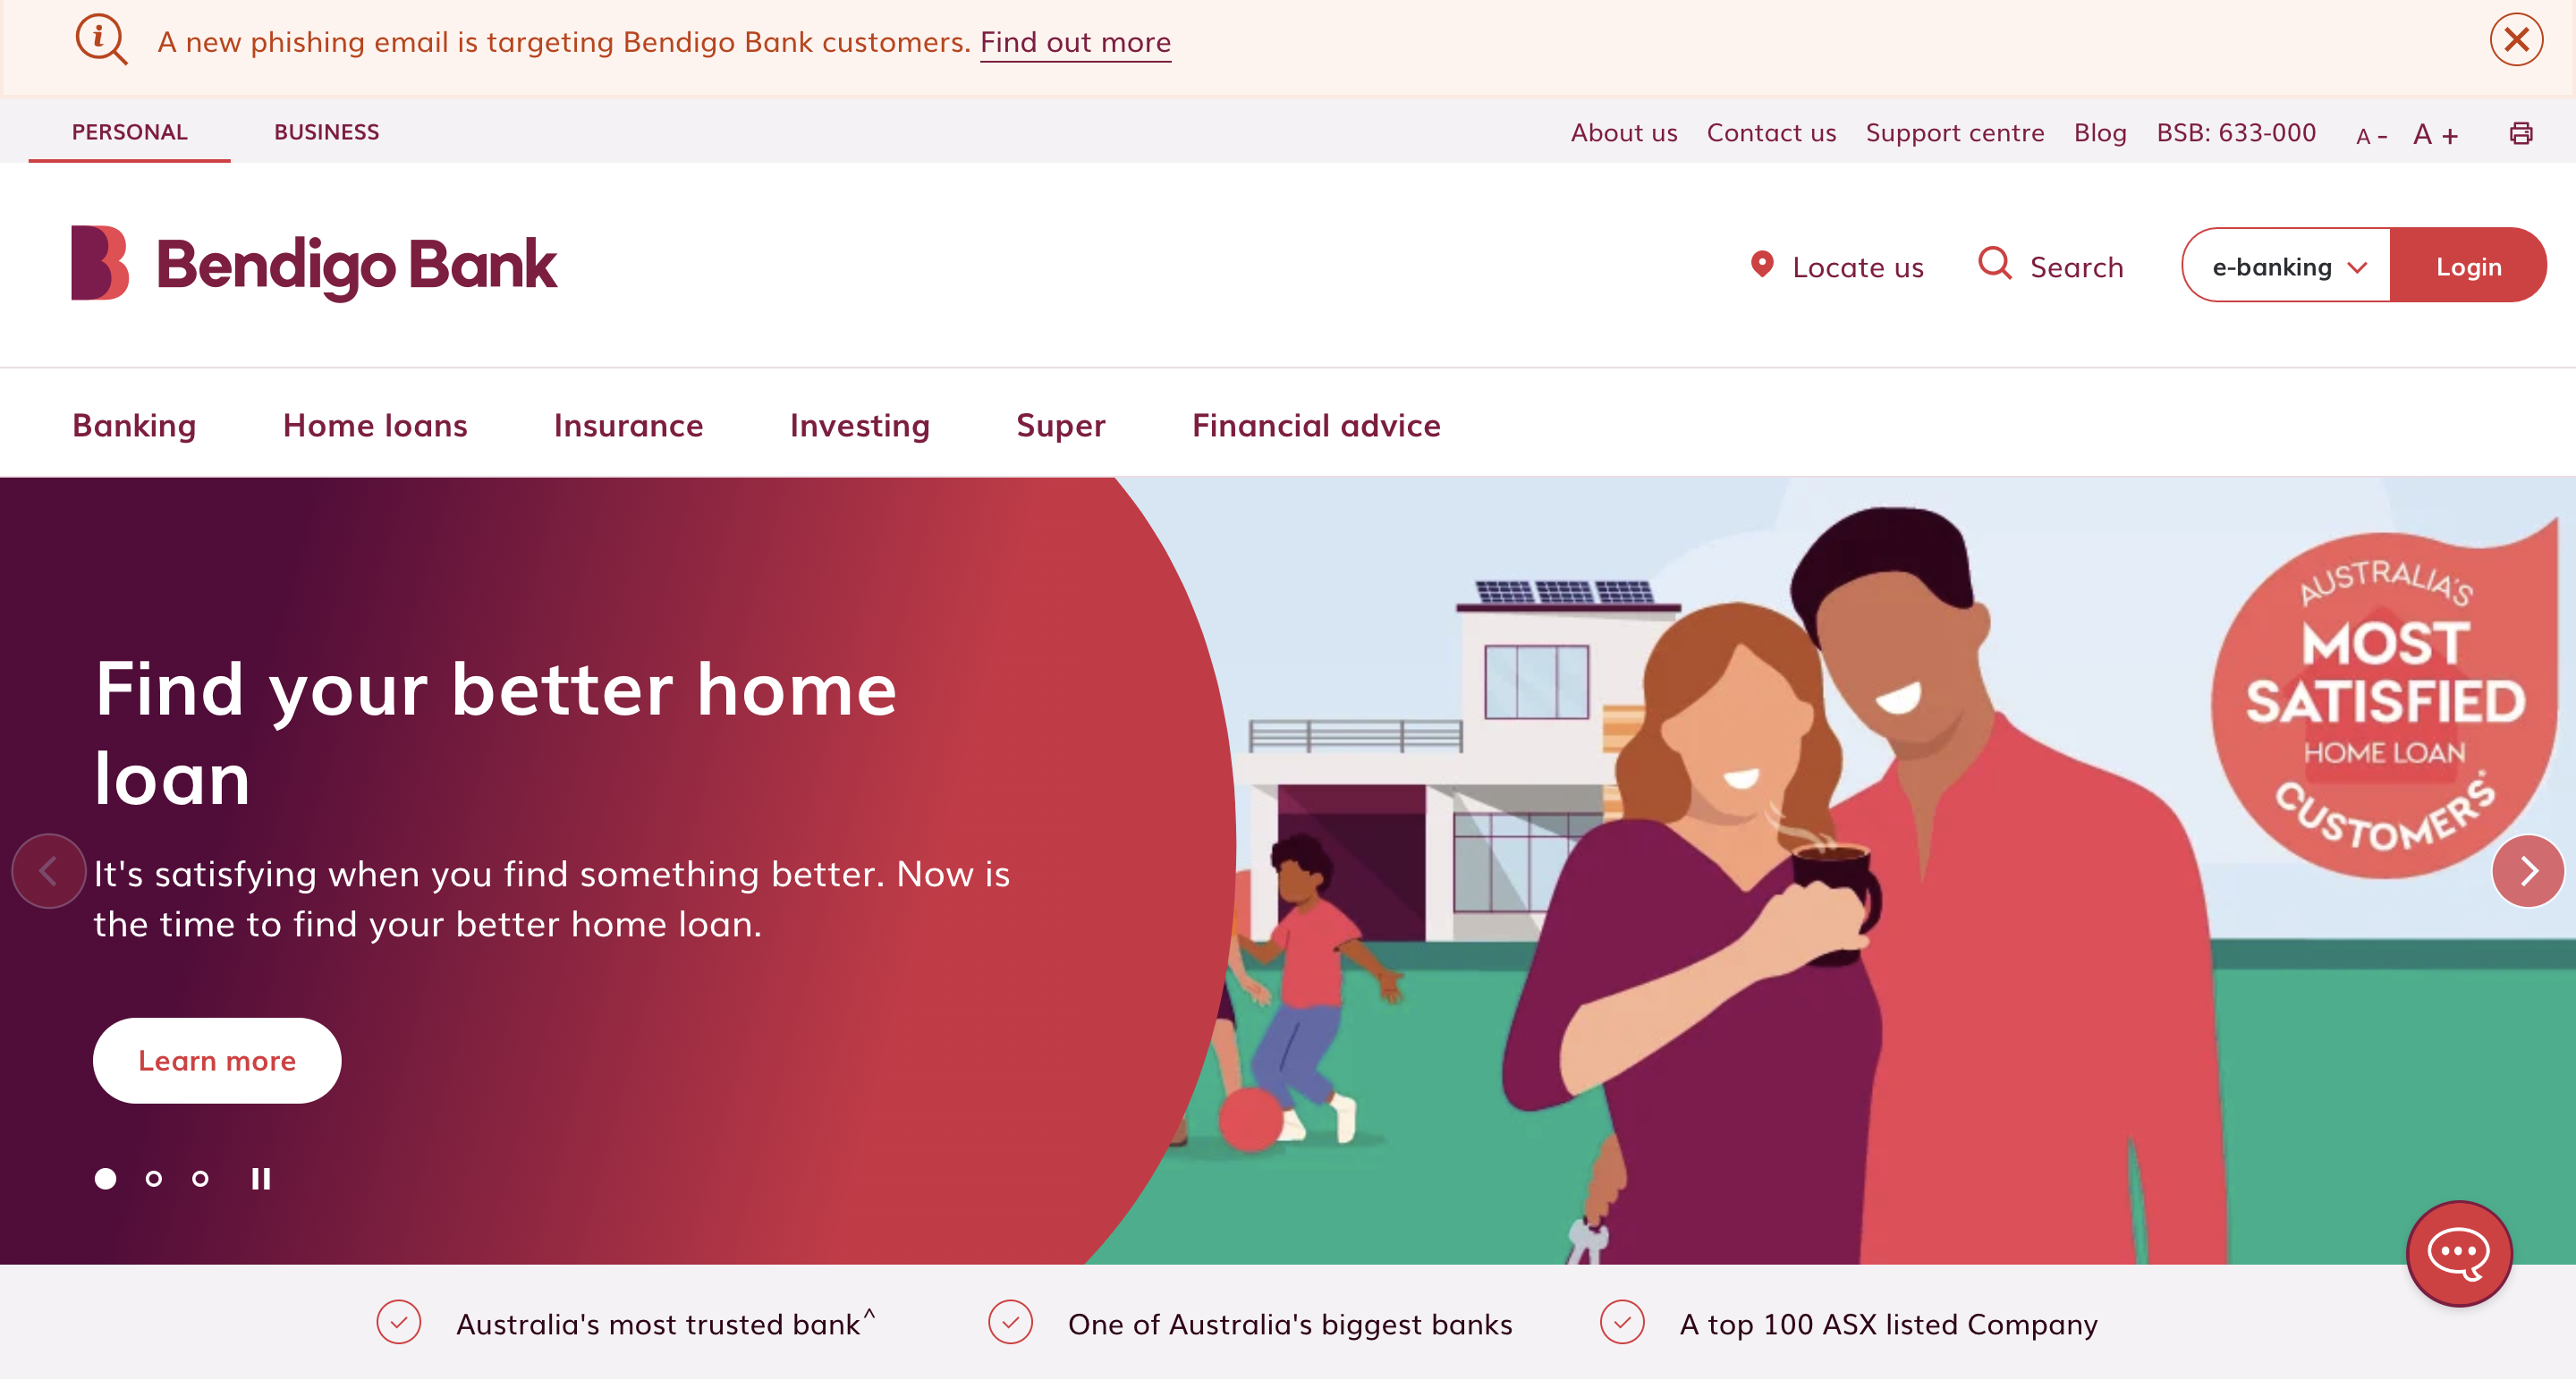 A new phishing email is targeting Bendigo Bank customers. Find out more
PERSONAL BUSINESS About us Contact us Support centre Blog BSB: 633-000 A - A +
Bendigo Bank Locate us Search e-banking Login
Banking Home loans Insurance Investing Super Financial advice
Find your better home
loan
It's satisfying when you find something better. Now is
the time to find your better home loan.
Learn more
AUSTRALIA'S
MOST
SATISFIED
HOME LOAN
CUSTOMERS*
Australia's most trusted bank^ One of Australia's biggest banks A top 100 ASX listed Company